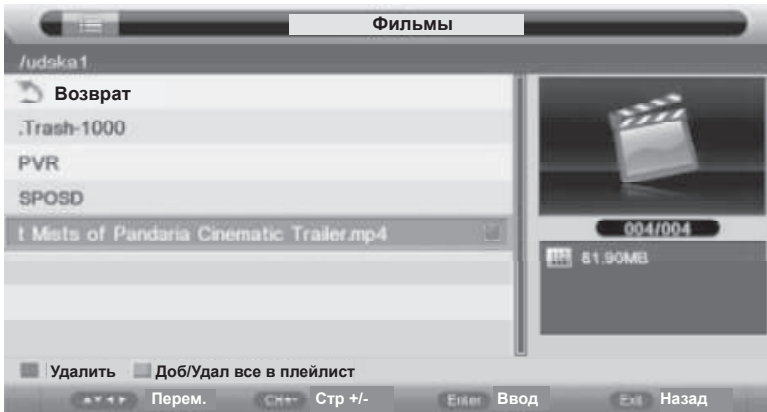 Фильмы
/udska1
Возврат
.Trash-1000
PVR
SPOSD
t Mists of Pandaria Cinematic Trailer.mp4
004/004
81.90MB
Удалить Доб/Удал все в плейлист
Перем. CH+- Стр +/- Enter Ввод Exit Назад